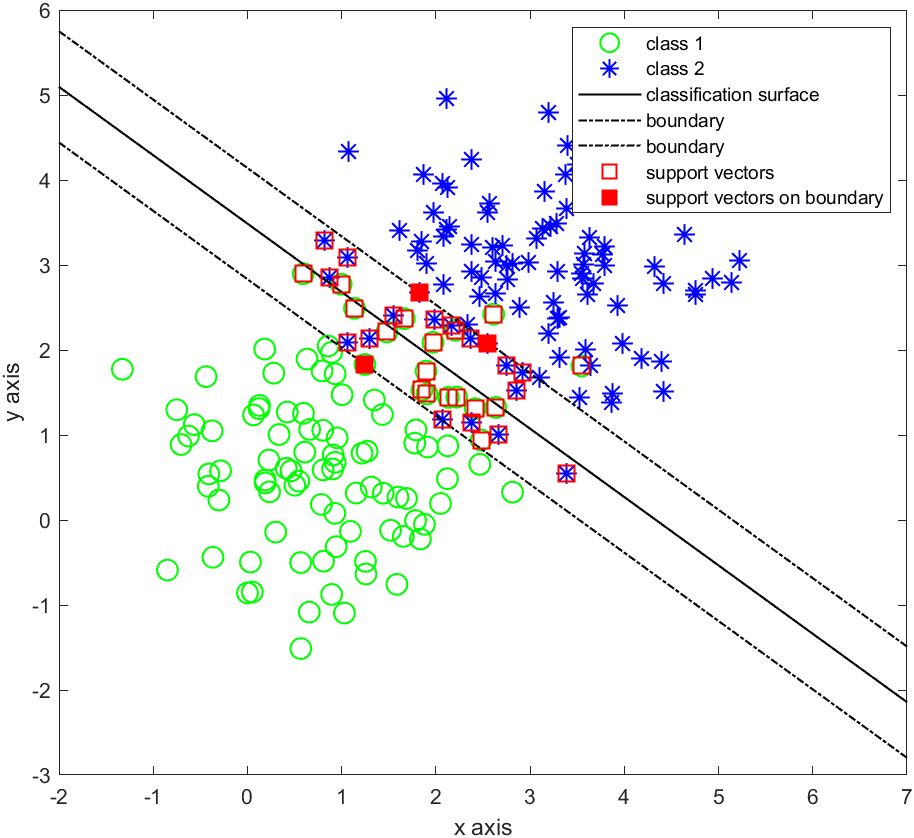 6
5
4
3
2
1
0
-1
-2
-3
y axis
class 1
class 2
classification surface
boundary
boundary
support vectors
support vectors on boundary
-2 -1 0 1 2 3 4 5 6 7
x axis